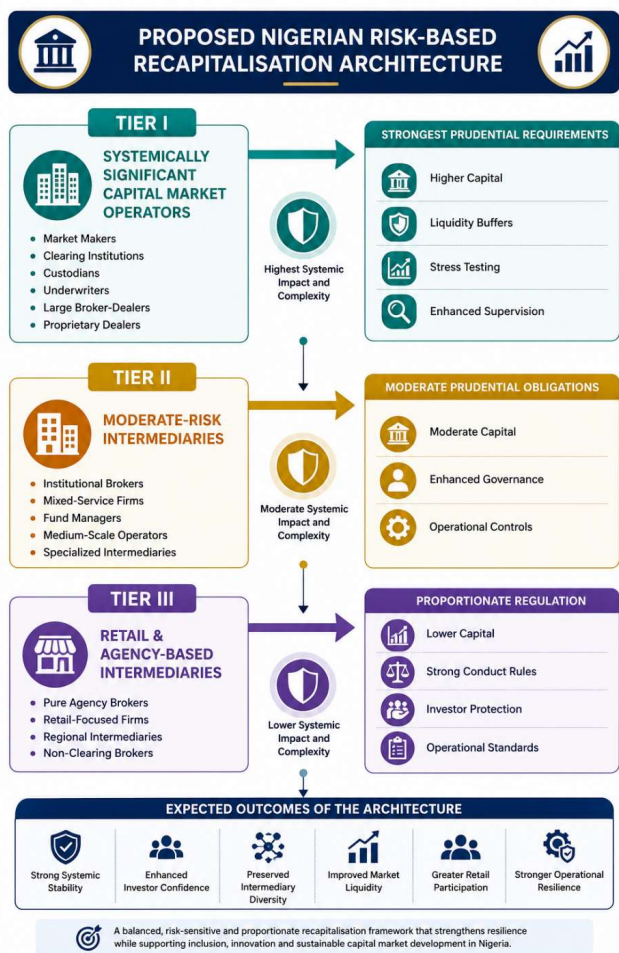 PROPOSED NIGERIAN RISK-BASED
RECAPITALISATION ARCHITECTURE
TIER I
SYSTEMICALLY
SIGNIFICANT
CAPITAL MARKET
OPERATORS
• Market Makers
• Clearing Institutions
• Custodians
• Underwriters
• Large Broker-Dealers
• Proprietary Dealers
Highest Systemic
Impact and
Complexity
STRONGEST PRUDENTIAL REQUIREMENTS
Higher Capital
Liquidity Buffers
Stress Testing
Enhanced Supervision
TIER II
MODERATE-RISK
INTERMEDIARIES
• Institutional Brokers
• Mixed-Service Firms
• Fund Managers
• Medium-Scale Operators
• Specialized Intermediaries
Moderate Systemic
Impact and
Complexity
MODERATE PRUDENTIAL OBLIGATIONS
Moderate Capital
Enhanced Governance
Operational Controls
TIER III
RETAIL &
AGENCY-BASED
INTERMEDIARIES
• Pure Agency Brokers
• Retail-Focused Firms
• Regional Intermediaries
• Non-Clearing Brokers
Lower Systemic
Impact and
Complexity
PROPORTIONATE REGULATION
Lower Capital
Strong Conduct Rules
Investor Protection
Operational Standards
EXPECTED OUTCOMES OF THE ARCHITECTURE
Strong Systemic
Stability
Enhanced
Investor Confidence
Preserved
Intermediary
Diversity
Improved Market
Liquidity
Greater Retail
Participation
Stronger Operational
Resilience
A balanced, risk-sensitive and proportionate recapitalisation framework that strengthens resilience
while supporting inclusion, innovation and sustainable capital market development in Nigeria.